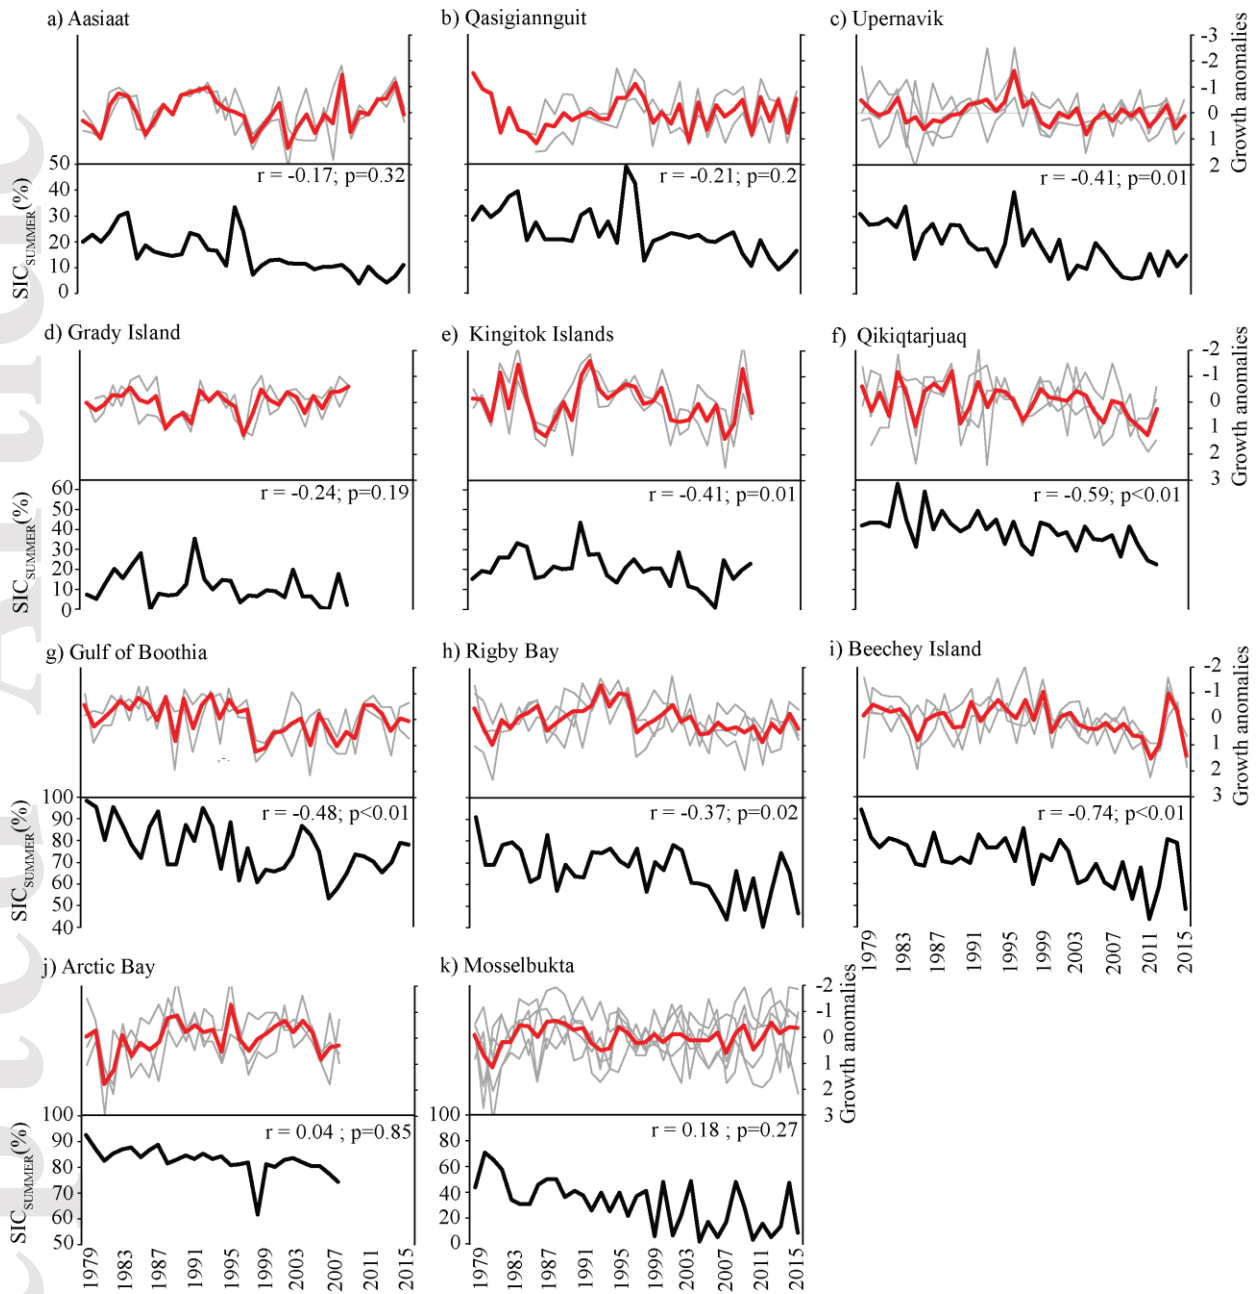 a) Aasiaat
b) Qasigiannguit
c) Upernavik
-3
-2
-1
0
1
2
Growth anomalies
50
40
30
20
10
0
SIC SUMMER (%)
r = -0.17; p=0.32
r = -0.21; p=0.2
r = -0.41; p=0.01
d) Grady Island
e) Kingitok Islands
f) Qikiqtarjuaq
-2
-1
0
1
2
3
Growth anomalies
60
50
40
30
20
10
0
SIC SUMMER (%)
r = -0.24; p=0.19
r = -0.41; p=0.01
r = -0.59; p<0.01
g) Gulf of Boothia
h) Rigby Bay
i) Beechey Island
-2
-1
0
1
2
3
Growth anomalies
100
90
80
70
60
50
40
SIC SUMMER (%)
r = -0.48; p<0.01
r = -0.37; p=0.02
r = -0.74; p<0.01
1979 1983 1987 1991 1995 1999 2003 2007 2011 2015
j) Arctic Bay
k) Mosselbukta
-2
-1
0
1
2
3
Growth anomalies
100
90
80
70
60
50
SIC SUMMER (%)
r = 0.04 ; p=0.85
100
80
60
40
20
0
r = 0.18 ; p=0.27
1979 1983 1987 1991 1995 1999 2003 2007 2011 2015
1979 1983 1987 1991 1995 1999 2003 2007 2011 2015